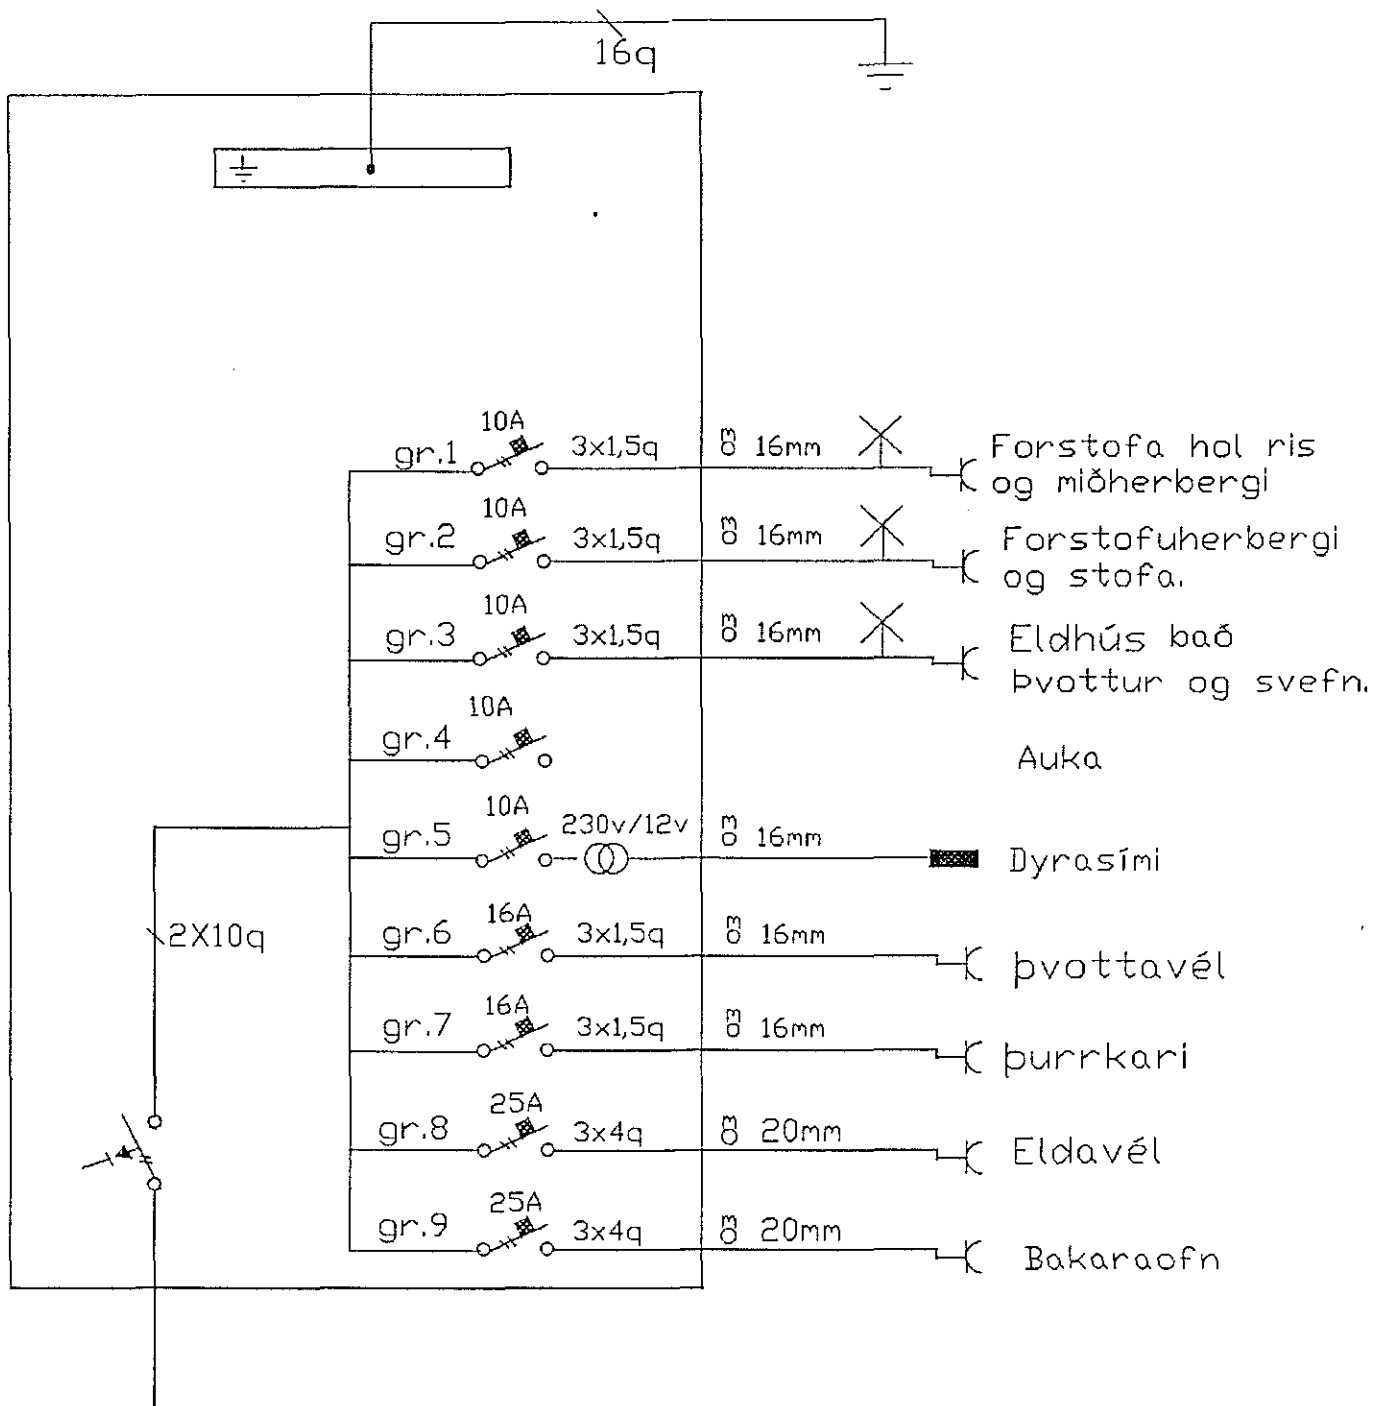 16q
10A
gr.1 3x1,5q m 16mm Forstofa hol ris
og miðherbergi
10A
gr.2 3x1,5q m 16mm Forstofuherbergi
og stofa.
10A
gr.3 3x1,5q m 16mm Eldhús bað
Þvottur og svefn.
10A
gr.4 Auka
10A
gr.5 230v/12v m 16mm Dyrasími
16A
gr.6 3x1,5q m 16mm þvottavél
2X10q
16A
gr.7 3x1,5q m 16mm þurrkari
25A
gr.8 3x4q m 20mm Eldavél
25A
gr.9 3x4q m 20mm Bakaraofn